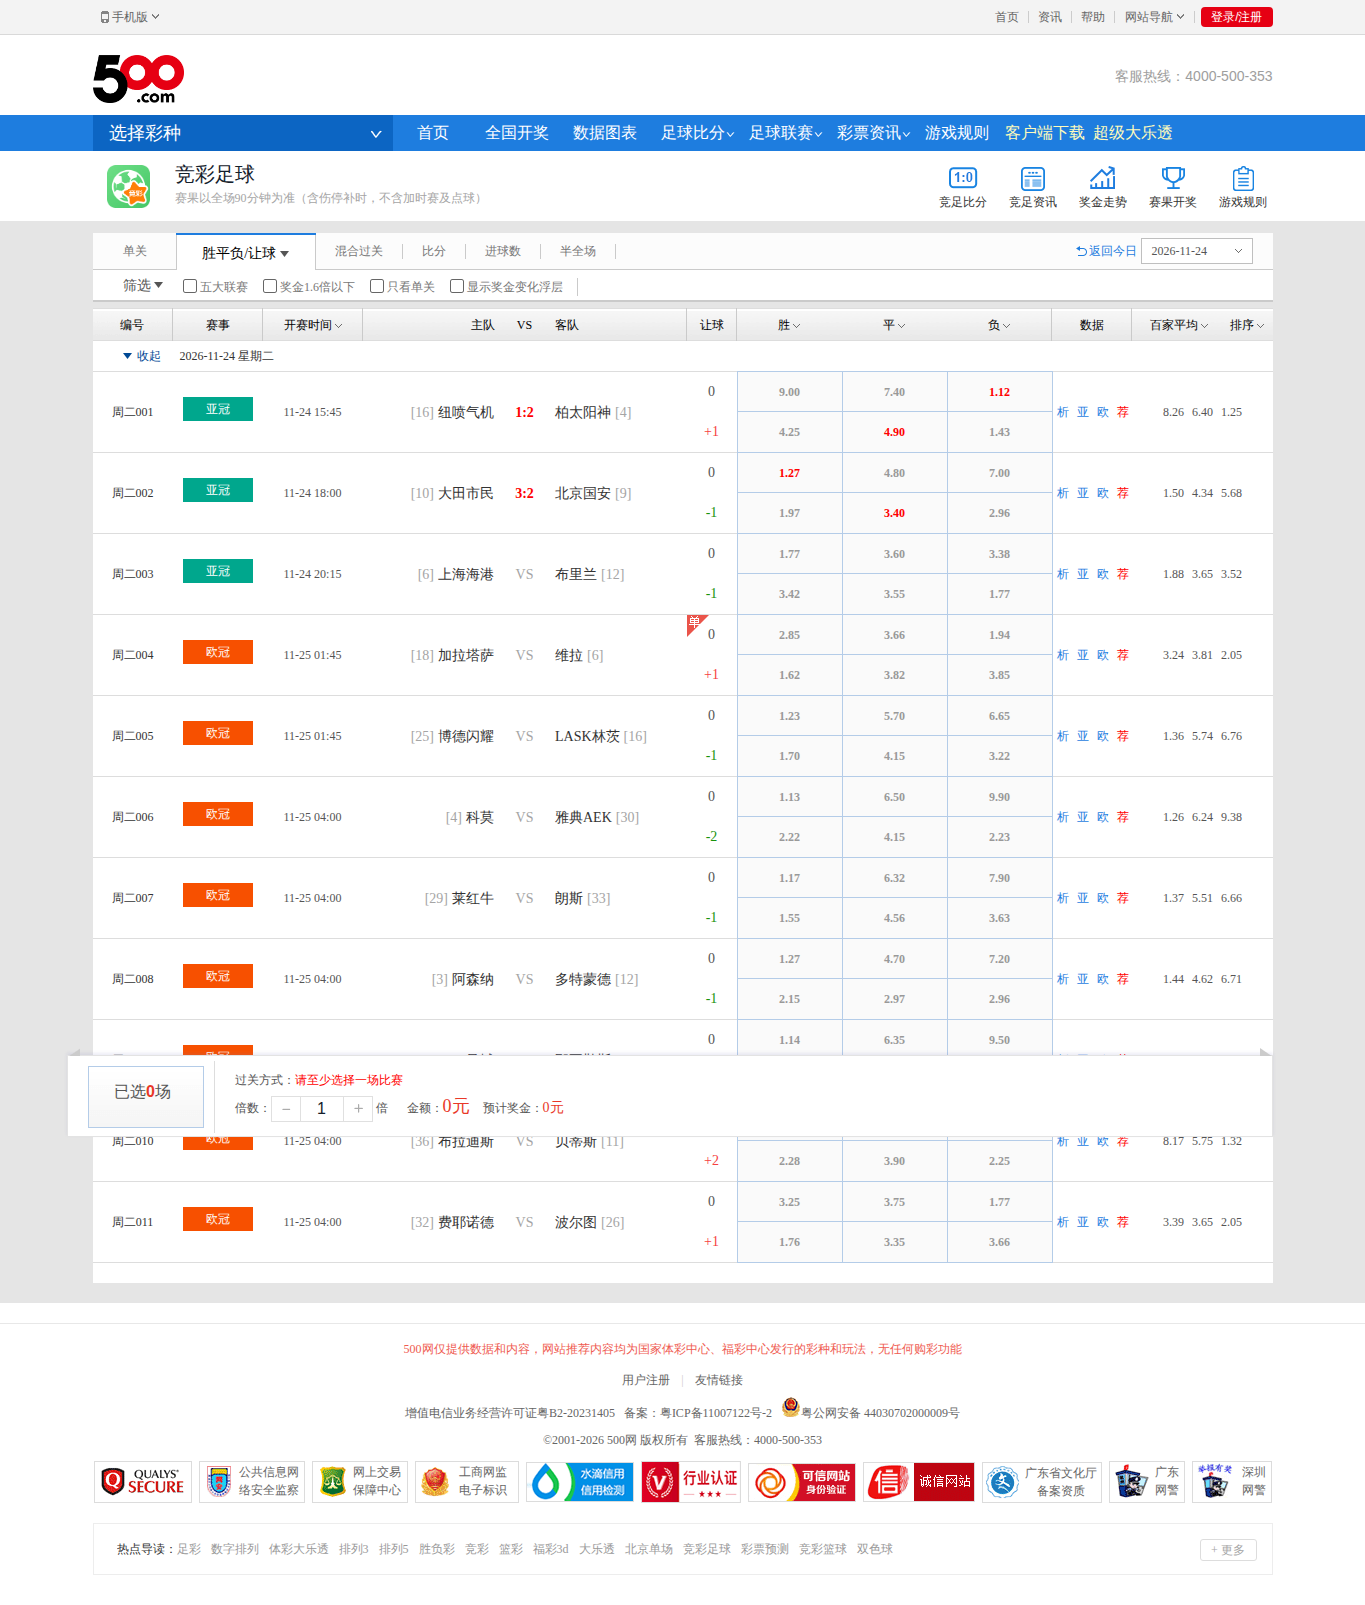 手机版
首页 资讯 帮助 网站导航 登录/注册
500.com
客服热线：4000-500-353
选择彩种 首页 全国开奖 数据图表 足球比分 足球联赛 彩票资讯 游戏规则 客户端下载 超级大乐透
竞彩足球
赛果以全场90分钟为准（含伤停补时，不含加时赛及点球）
1:0
竞足比分 竞足资讯 奖金走势 赛果开奖 游戏规则
单关 胜平负/让球 混合过关 比分 进球数 半全场 返回今日 2026-11-24
筛选 五大联赛 奖金1.6倍以下 只看单关 显示奖金变化浮层
编号 赛事 开赛时间 主队 VS 客队 让球 胜 平 负 数据 百家平均 排序
收起 2026-11-24 星期二
0 9.00 7.40 1.12
周二001 亚冠 11-24 15:45 [16] 纽喷气机 1:2 柏太阳神 [4] 析 亚 欧 荐 8.26 6.40 1.25
+1 4.25 4.90 1.43
0 1.27 4.80 7.00
周二002 亚冠 11-24 18:00 [10] 大田市民 3:2 北京国安 [9] 析 亚 欧 荐 1.50 4.34 5.68
-1 1.97 3.40 2.96
0 1.77 3.60 3.38
周二003 亚冠 11-24 20:15 [6] 上海海港 VS 布里兰 [12] 析 亚 欧 荐 1.88 3.65 3.52
-1 3.42 3.55 1.77
单 0 2.85 3.66 1.94
周二004 欧冠 11-25 01:45 [18] 加拉塔萨 VS 维拉 [6] 析 亚 欧 荐 3.24 3.81 2.05
+1 1.62 3.82 3.85
0 1.23 5.70 6.65
周二005 欧冠 11-25 01:45 [25] 博德闪耀 VS LASK林茨 [16] 析 亚 欧 荐 1.36 5.74 6.76
-1 1.70 4.15 3.22
0 1.13 6.50 9.90
周二006 欧冠 11-25 04:00 [4] 科莫 VS 雅典AEK [30] 析 亚 欧 荐 1.26 6.24 9.38
-2 2.22 4.15 2.23
0 1.17 6.32 7.90
周二007 欧冠 11-25 04:00 [29] 莱红牛 VS 朗斯 [33] 析 亚 欧 荐 1.37 5.51 6.66
-1 1.55 4.56 3.63
0 1.27 4.70 7.20
周二008 欧冠 11-25 04:00 [3] 阿森纳 VS 多特蒙德 [12] 析 亚 欧 荐 1.44 4.62 6.71
-1 2.15 2.97 2.96
0 1.14 6.35 9.50
已选0场
过关方式：请至少选择一场比赛
倍数： − 1 + 倍 金额：0元 预计奖金：0元
周二010 欧冠 11-25 04:00 [36] 布拉迪斯 VS 贝蒂斯 [11] 析 亚 欧 荐 8.17 5.75 1.32
+2 2.28 3.90 2.25
0 3.25 3.75 1.77
周二011 欧冠 11-25 04:00 [32] 费耶诺德 VS 波尔图 [26] 析 亚 欧 荐 3.39 3.65 2.05
+1 1.76 3.35 3.66
500网仅提供数据和内容，网站推荐内容均为国家体彩中心、福彩中心发行的彩种和玩法，无任何购彩功能
用户注册 | 友情链接
增值电信业务经营许可证粤B2-20231405 备案：粤ICP备11007122号-2 粤公网安备 44030702000009号
©2001-2026 500网 版权所有 客服热线：4000-500-353
QUALYS SECURE
公共信息网络安全监察
网上交易保障中心
工商网监电子标识
水滴信用信用检测
行业认证
可信网站身份验证
信 诚信网站
广东省文化厅备案资质
广东网警
深圳网警
热点导读：足彩 数字排列 体彩大乐透 排列3 排列5 胜负彩 竞彩 篮彩 福彩3d 大乐透 北京单场 竞彩足球 彩票预测 竞彩篮球 双色球 + 更多